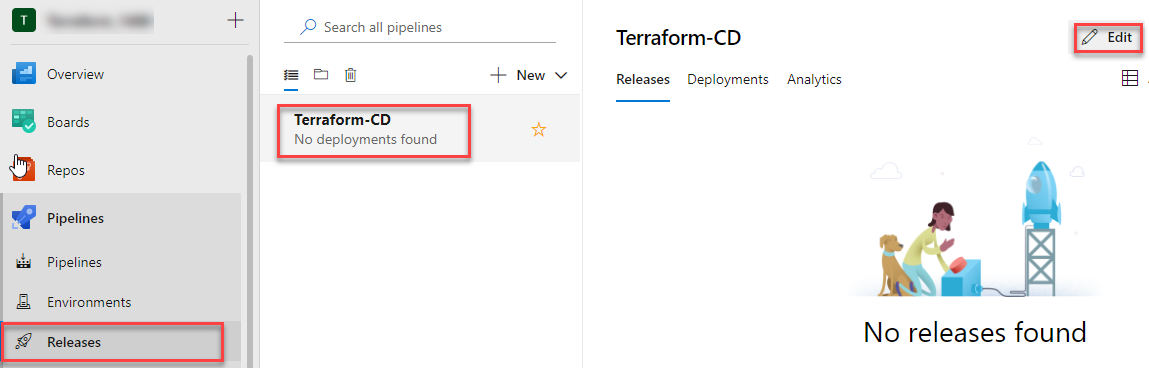 T
Overview
Boards
Repos
Pipelines
Pipelines
Environments
Releases
Search all pipelines
New
Terraform-CD
No deployments found
Terraform-CD
Edit
Releases Deployments Analytics
No releases found